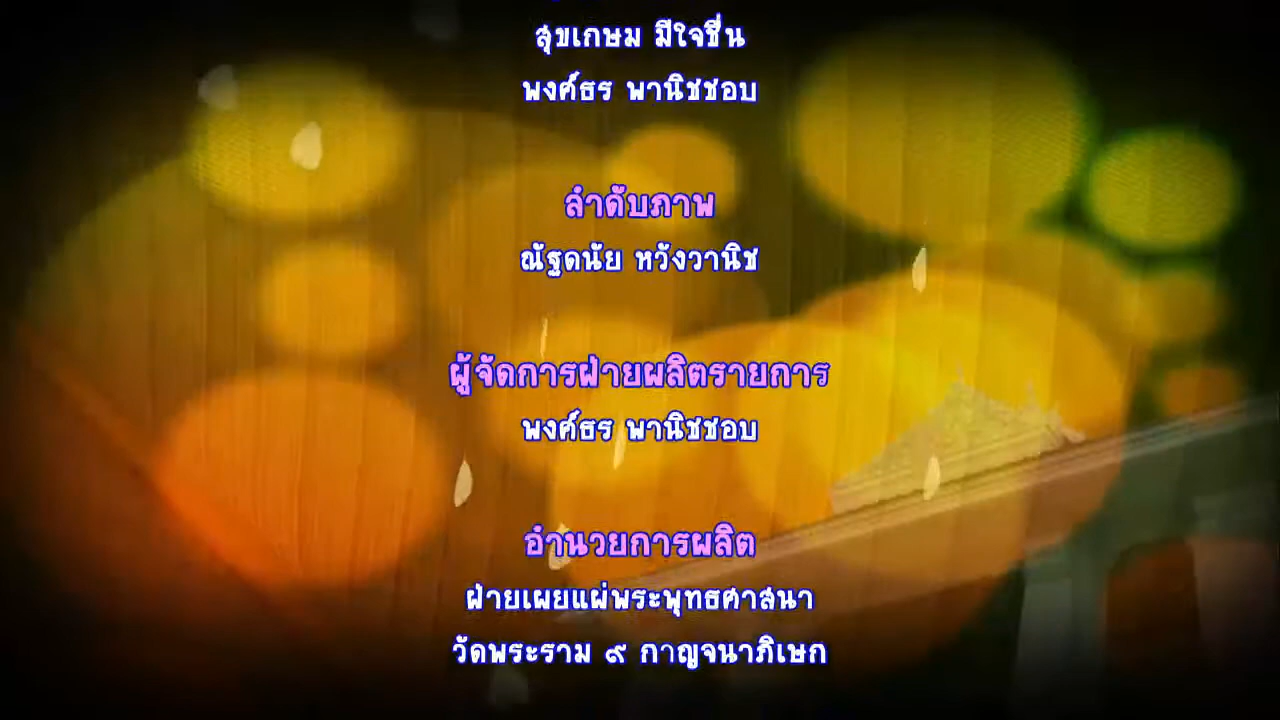 สุขเกษม มีใจชื่น
พงศ์ธร พานิชชอบ
ลำดับภาพ
ณัฐดนัย หวังวานิช
ผู้จัดการฝ่ายผลิตรายการ
พงศ์ธร พานิชชอบ
อำนวยการผลิต
ฝ่ายเผยแผ่พระพุทธศาสนา
วัดพระราม ๙ กาญจนาภิเษก